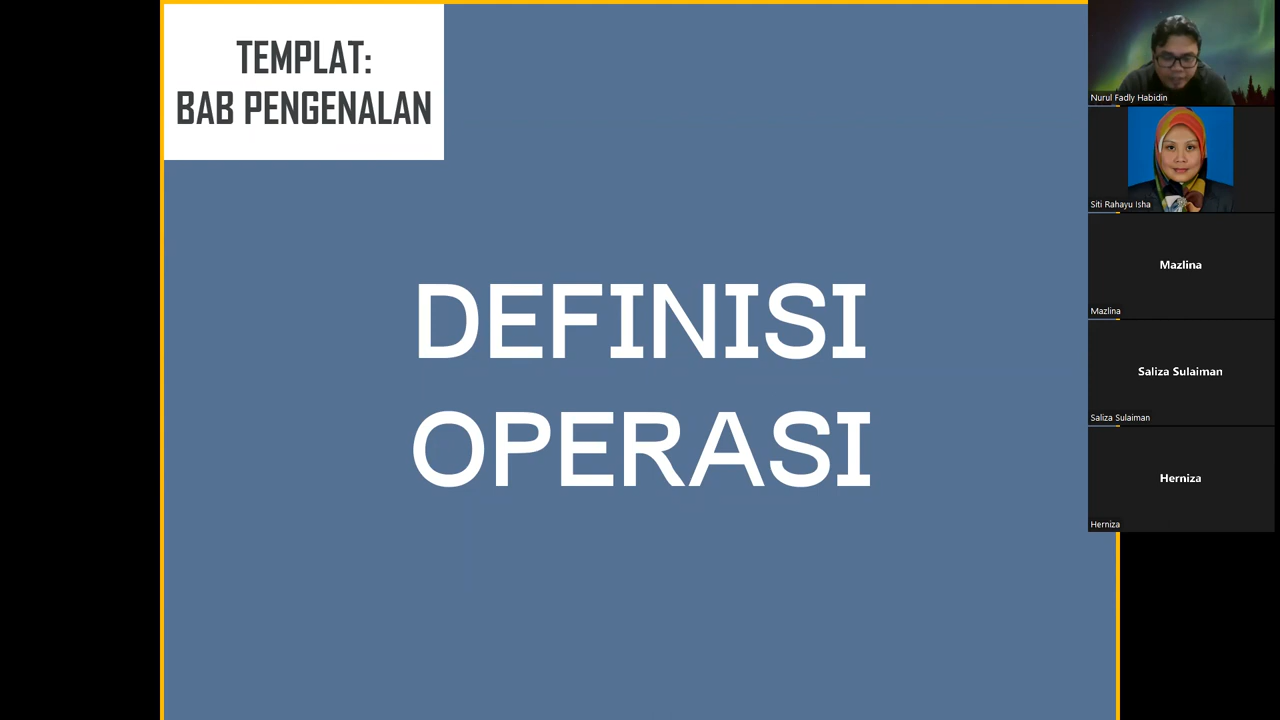 TEMPLAT:
BAB PENGENALAN
DEFINISI
OPERASI
Nurul Fadly Habidin
Siti Rahayu Isha
Mazlina
Mazlina
Saliza Sulaiman
Saliza Sulaiman
Herniza
Herniza